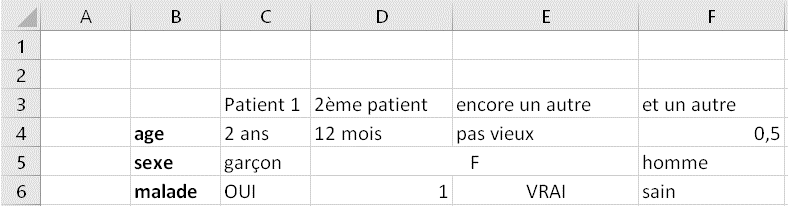 A B C D E F
1
2
3 Patient 1 2ème patient encore un autre et un autre
4 age 2 ans 12 mois pas vieux 0,5
5 sexe garçon F homme
6 malade OUI 1 VRAI sain